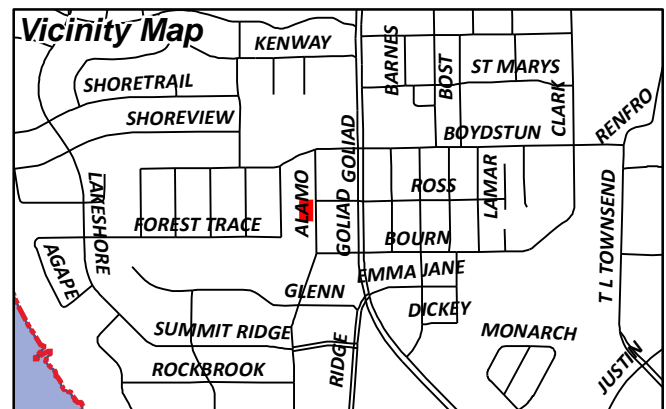 Vicinity Map
KENWAY
BARNES
BOST
ST MARYS
SHORETRAIL
SHOREVIEW
CLARK
RENFRO
BOYDSTUN
GOLIAD
LAKESHORE
ALAMO
ROSS
LAMAR
GOLIAD
FOREST TRACE
BOURN
T L TOWNSEND
AGAPE
EMMA JANE
GLENN
DICKEY
SUMMIT RIDGE
MONARCH
RIDGE
ROCKBROOK
JUSTIN